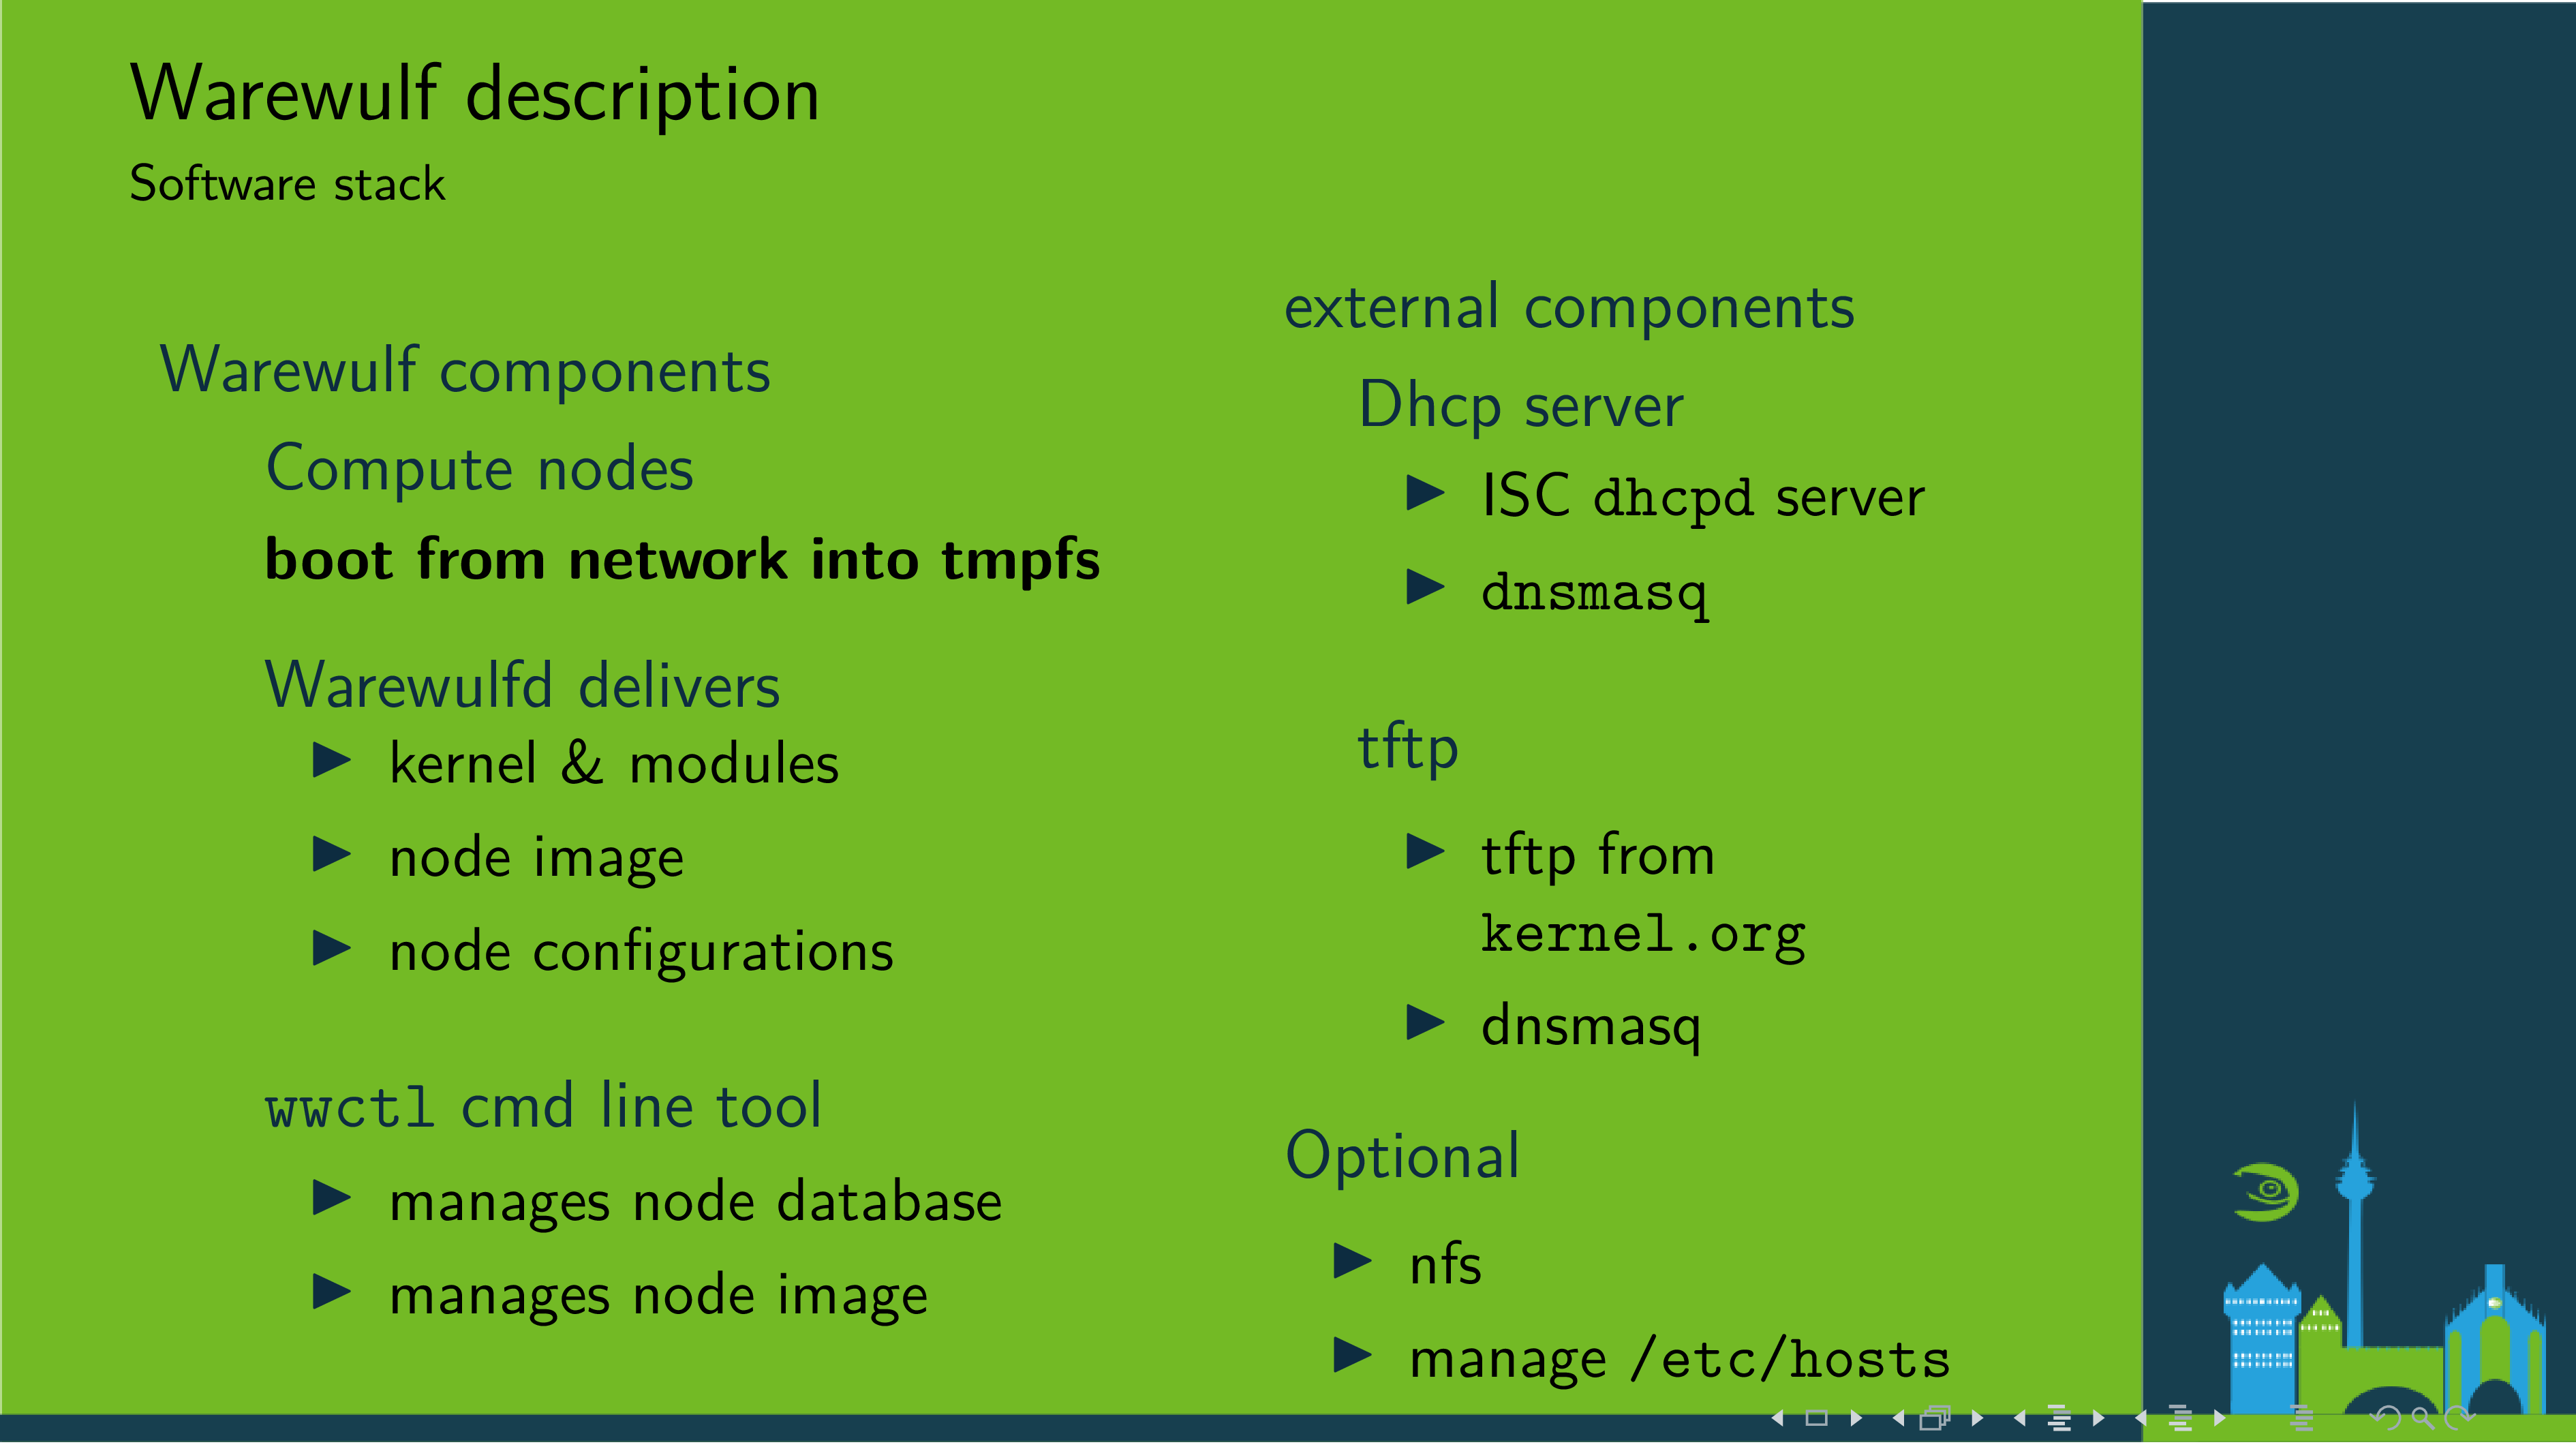 Warewulf description
Software stack
Warewulf components
Compute nodes
boot from network into tmpfs
Warewulfd delivers
kernel & modules
node image
node configurations
wwctl cmd line tool
manages node database
manages node image
external components
Dhcp server
ISC dhcpd server
dnsmasq
tftp
tftp from
kernel.org
dnsmasq
Optional
nfs
manage /etc/hosts